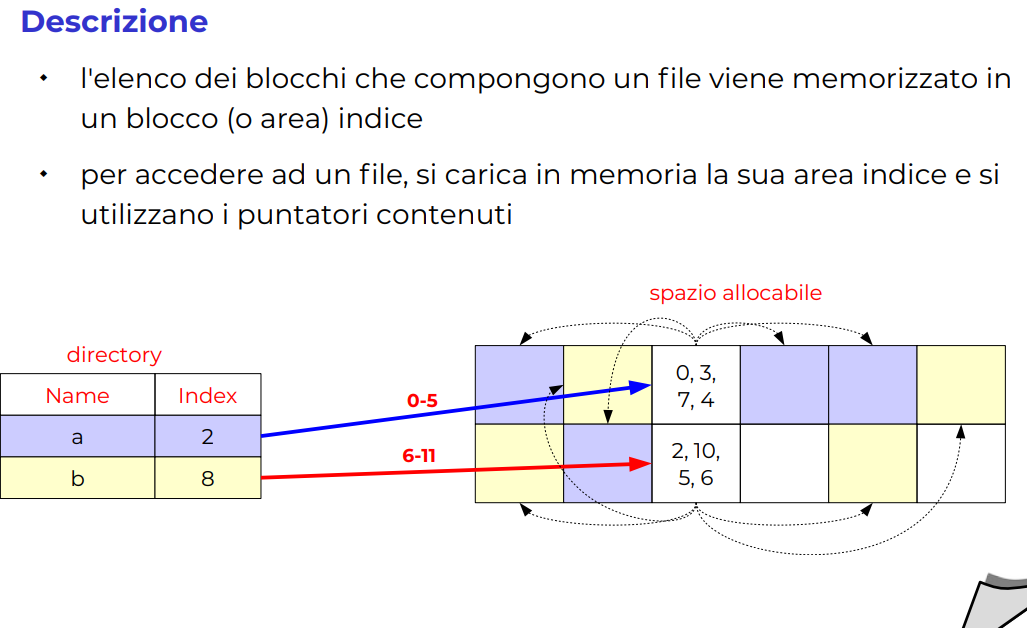 Descrizione
l'elenco dei blocchi che compongono un file viene memorizzato in
un blocco (o area) indice
per accedere ad un file, si carica in memoria la sua area indice e si
utilizzano i puntatori contenuti
spazio allocabile
directory
Name Index
a 2
b 8
0-5
6-11
0, 3,
7, 4
2, 10,
5, 6